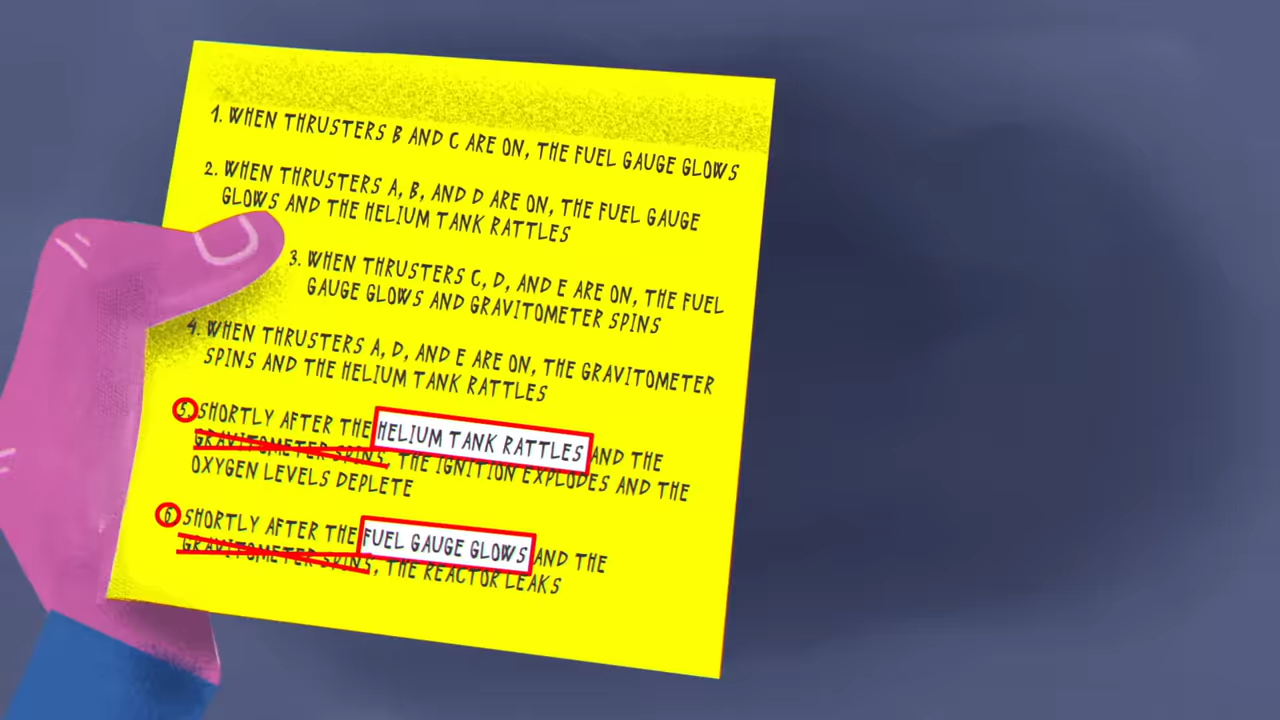 1. WHEN THRUSTERS B AND C ARE ON, THE FUEL GAUGE GLOWS
2. WHEN THRUSTERS A, B, AND D ARE ON, THE FUEL GAUGE
GLOWS AND THE HELIUM TANK RATTLES
3. WHEN THRUSTERS C, D, AND E ARE ON, THE FUEL
GAUGE GLOWS AND GRAVITOMETER SPINS
4. WHEN THRUSTERS A, D, AND E ARE ON, THE GRAVITOMETER
SPINS AND THE HELIUM TANK RATTLES
5. SHORTLY AFTER THE HELIUM TANK RATTLES AND THE
GRAVITOMETER SPINS, THE IGNITION EXPLODES AND THE
OXYGEN LEVELS DEPLETE
6. SHORTLY AFTER THE FUEL GAUGE GLOWS AND THE
GRAVITOMETER SPINS, THE REACTOR LEAKS